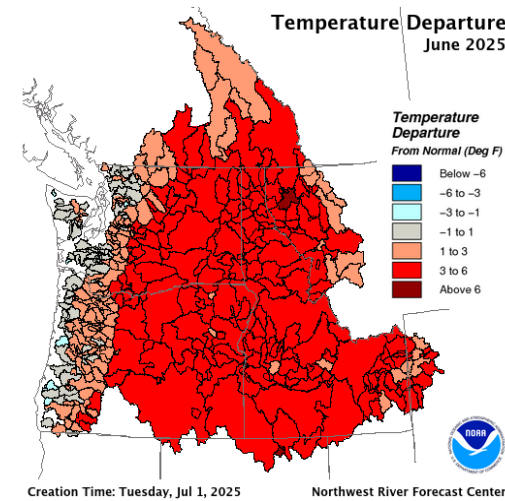 Temperature Departure
June 2025
Temperature
Departure
From Normal (Deg F)
Below −6
−6 to −3
−3 to −1
−1 to 1
1 to 3
3 to 6
Above 6
NOAA
Creation Time: Tuesday, Jul 1, 2025
Northwest River Forecast Center